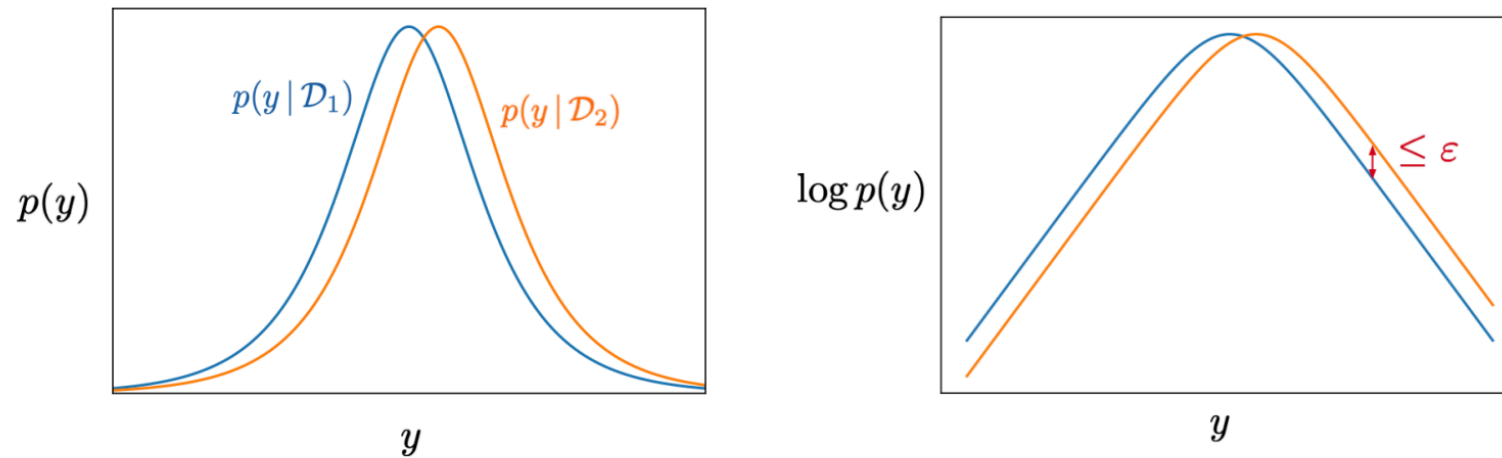 p(y | 𝒟₁)
p(y | 𝒟₂)
p(y)
y
log p(y)
≤ ε
y